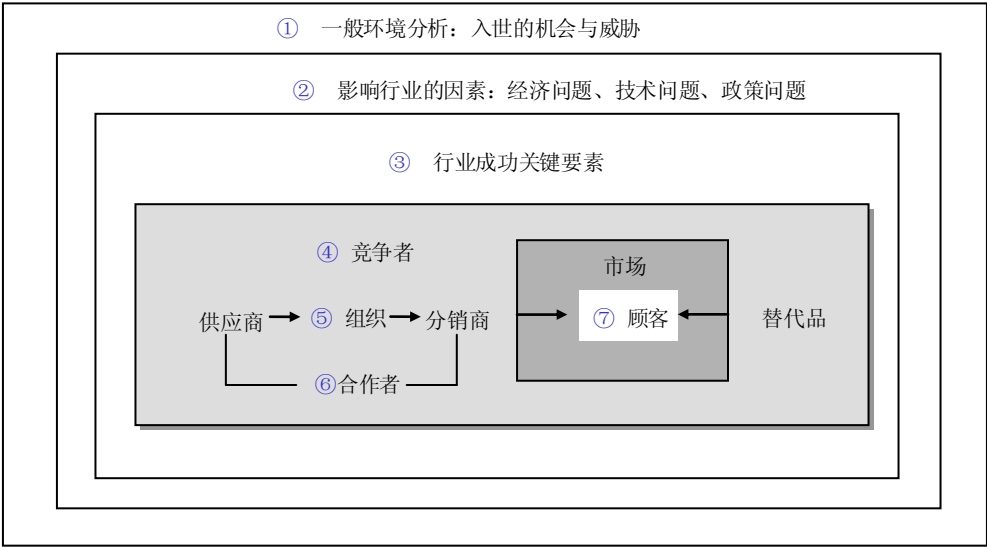 ① 一般环境分析：入世的机会与威胁
② 影响行业的因素：经济问题、技术问题、政策问题
③ 行业成功关键要素
④ 竞争者
市场
供应商
⑤ 组织
分销商
⑦ 顾客
替代品
⑥合作者